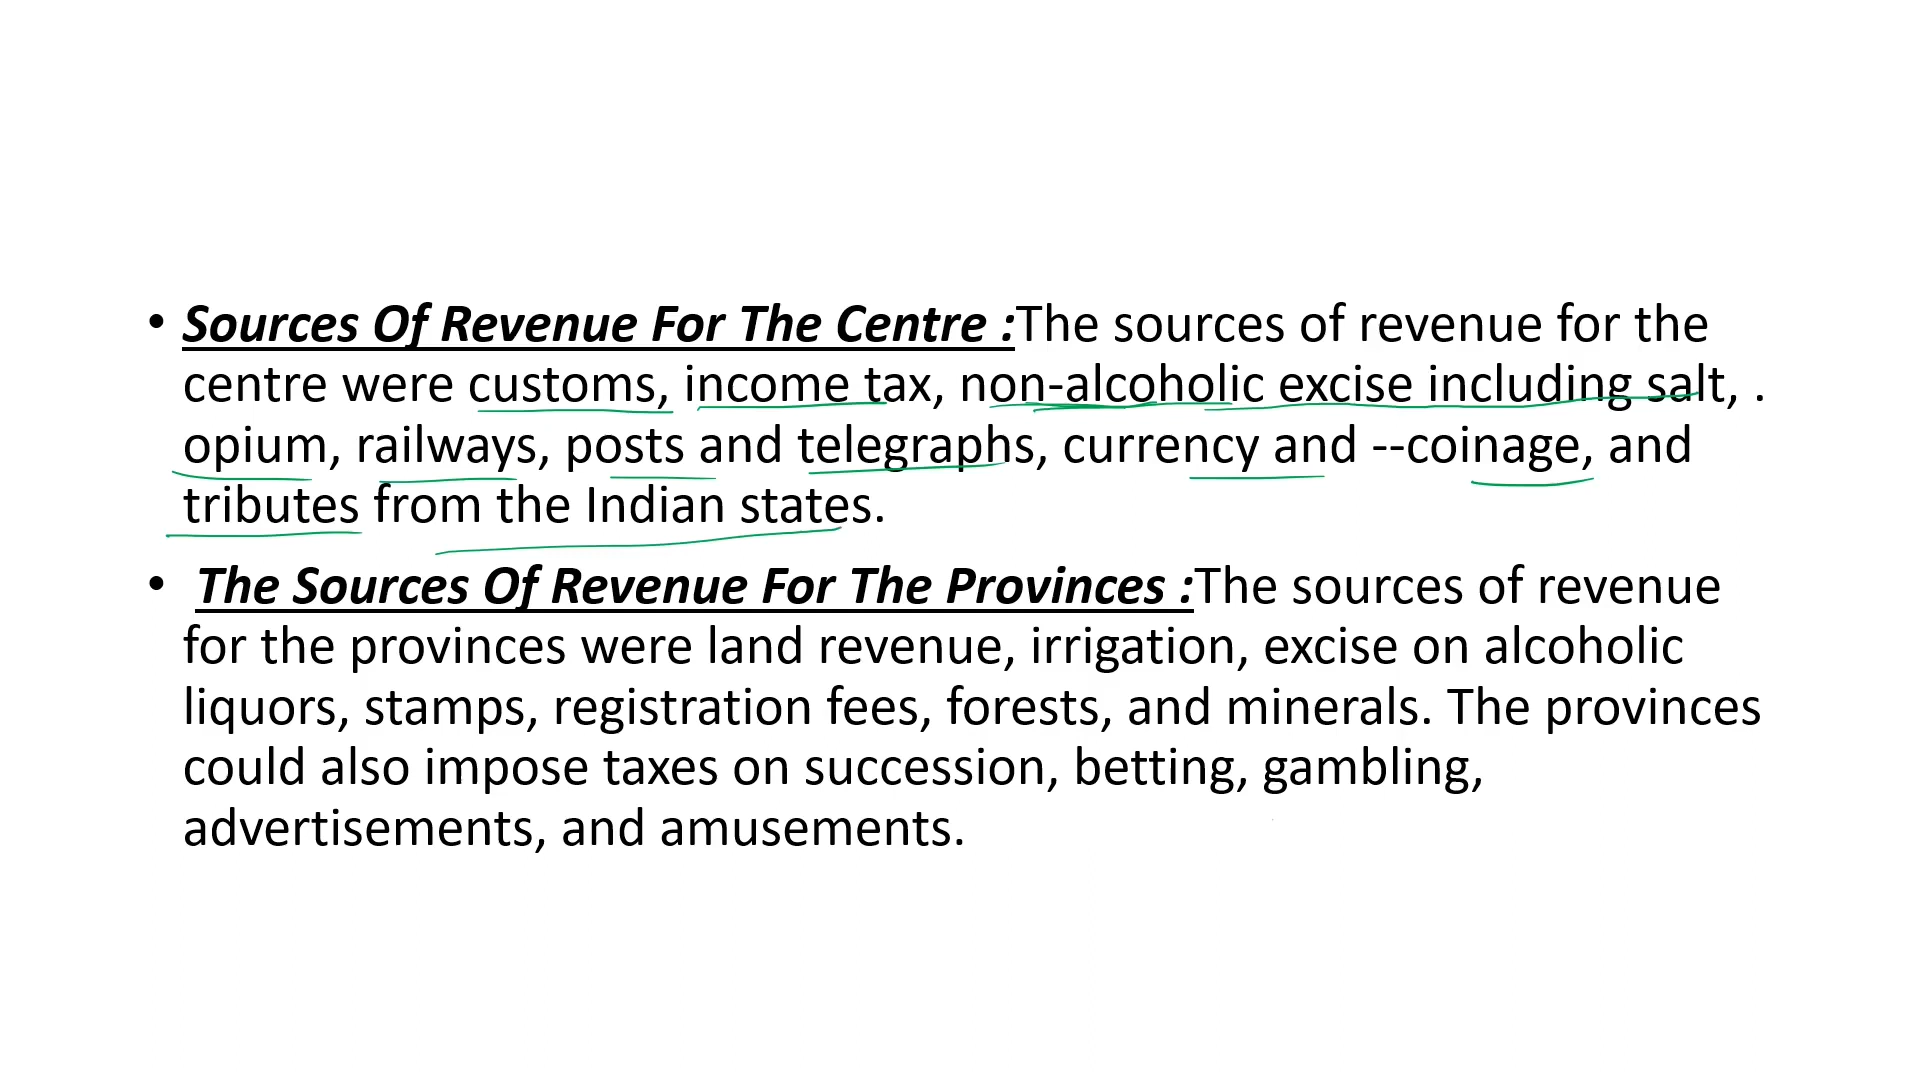 • Sources Of Revenue For The Centre :The sources of revenue for the
centre were customs, income tax, non-alcoholic excise including salt, .
opium, railways, posts and telegraphs, currency and --coinage, and
tributes from the Indian states.
• The Sources Of Revenue For The Provinces :The sources of revenue
for the provinces were land revenue, irrigation, excise on alcoholic
liquors, stamps, registration fees, forests, and minerals. The provinces
could also impose taxes on succession, betting, gambling,
advertisements, and amusements.